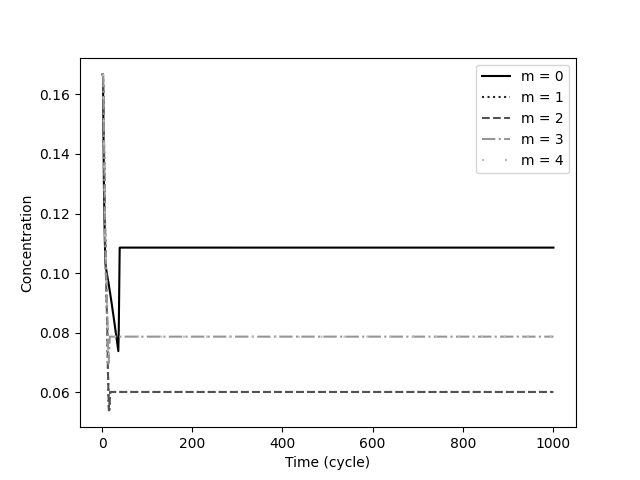 0.16
0.14
0.12
0.10
0.08
0.06
Concentration
0
200
400
600
800
1000
Time (cycle)
m = 0
m = 1
m = 2
m = 3
m = 4